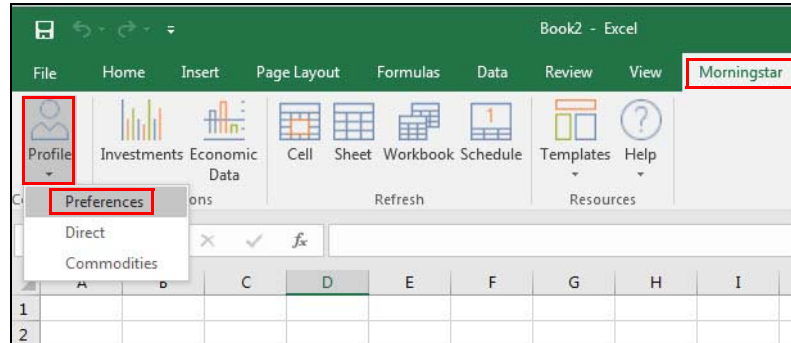 Book2 - Excel
File Home Insert Page Layout Formulas Data Review View Morningstar
Profile Investments Economic Data Cell Sheet Workbook Schedule Templates Help
ons Refresh Resources
Preferences
Direct
Commodities
fx
A B C D E F G H I
1
2